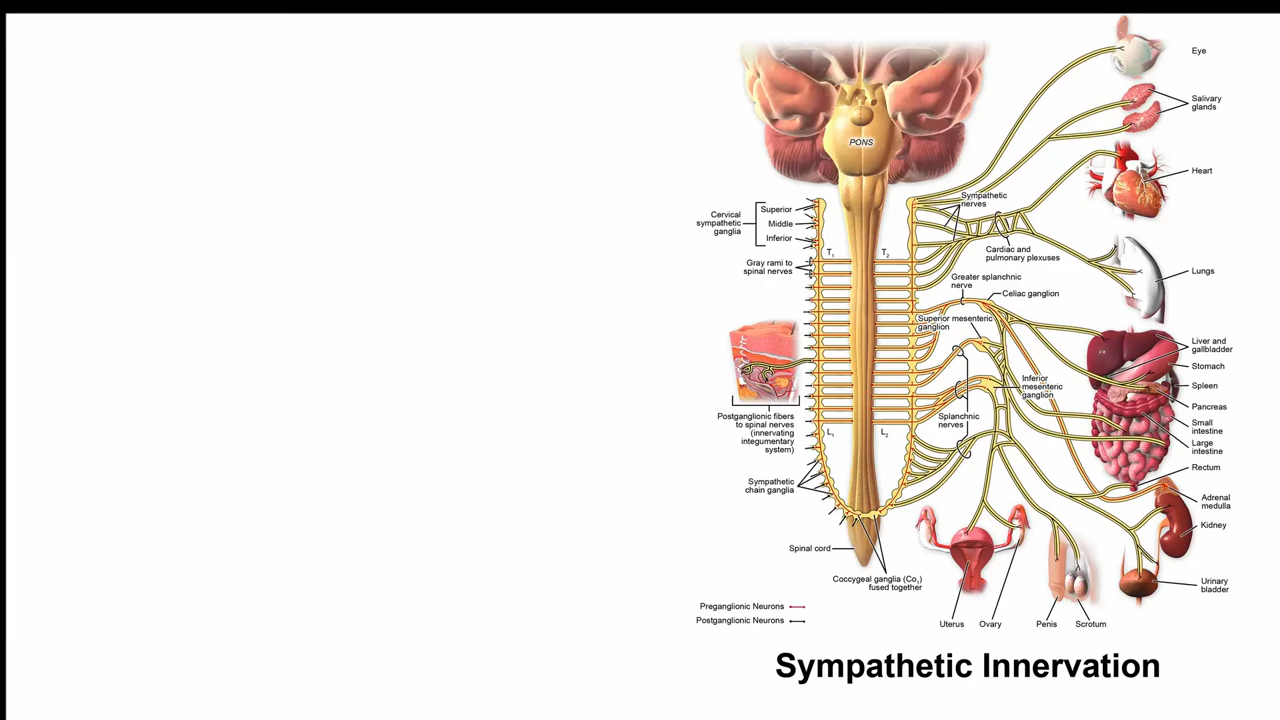 Eye
Salivary
glands
PONS
Heart
Sympathetic
nerves
Cervical
sympathetic
ganglia
Superior
Middle
Inferior
Cardiac and
pulmonary plexuses
T1
T2
Gray rami to
spinal nerves
Lungs
Greater splanchnic
nerve
Celiac ganglion
Superior mesenteric
ganglion
Liver and
gallbladder
Stomach
Spleen
Inferior
mesenteric
ganglion
Pancreas
Postganglionic fibers
to spinal nerves
(innervating
integumentary
system)
Splanchnic
nerves
Small
intestine
L1
L2
Large
intestine
Rectum
Sympathetic
chain ganglia
Adrenal
medulla
Kidney
Spinal cord
Coccygeal ganglia (Co1)
fused together
Urinary
bladder
Preganglionic Neurons
Postganglionic Neurons
Uterus
Ovary
Penis
Scrotum
Sympathetic Innervation